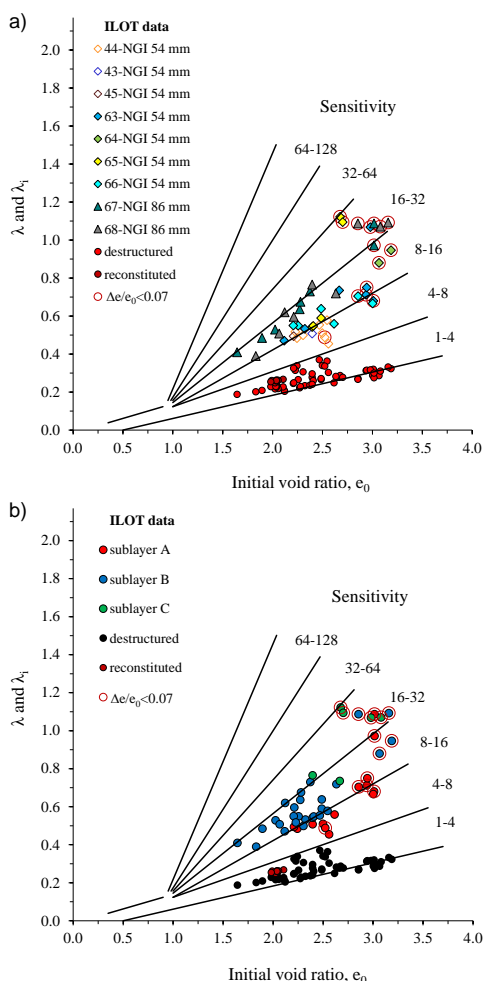 a)
ILOT data
44-NGI 54 mm
43-NGI 54 mm
45-NGI 54 mm
63-NGI 54 mm
64-NGI 54 mm
65-NGI 54 mm
66-NGI 54 mm
67-NGI 86 mm
68-NGI 86 mm
destructured
reconstituted
Δe/e0<0.07
Sensitivity
64-128
32-64
16-32
8-16
4-8
1-4
λ and λi
2.0
1.8
1.6
1.4
1.2
1.0
0.8
0.6
0.4
0.2
0.0
0.0 0.5 1.0 1.5 2.0 2.5 3.0 3.5 4.0
Initial void ratio, e0
b)
ILOT data
sublayer A
sublayer B
sublayer C
destructured
reconstituted
Δe/e0<0.07
Sensitivity
64-128
32-64
16-32
8-16
4-8
1-4
λ and λi
2.0
1.8
1.6
1.4
1.2
1.0
0.8
0.6
0.4
0.2
0.0
0.0 0.5 1.0 1.5 2.0 2.5 3.0 3.5 4.0
Initial void ratio, e0